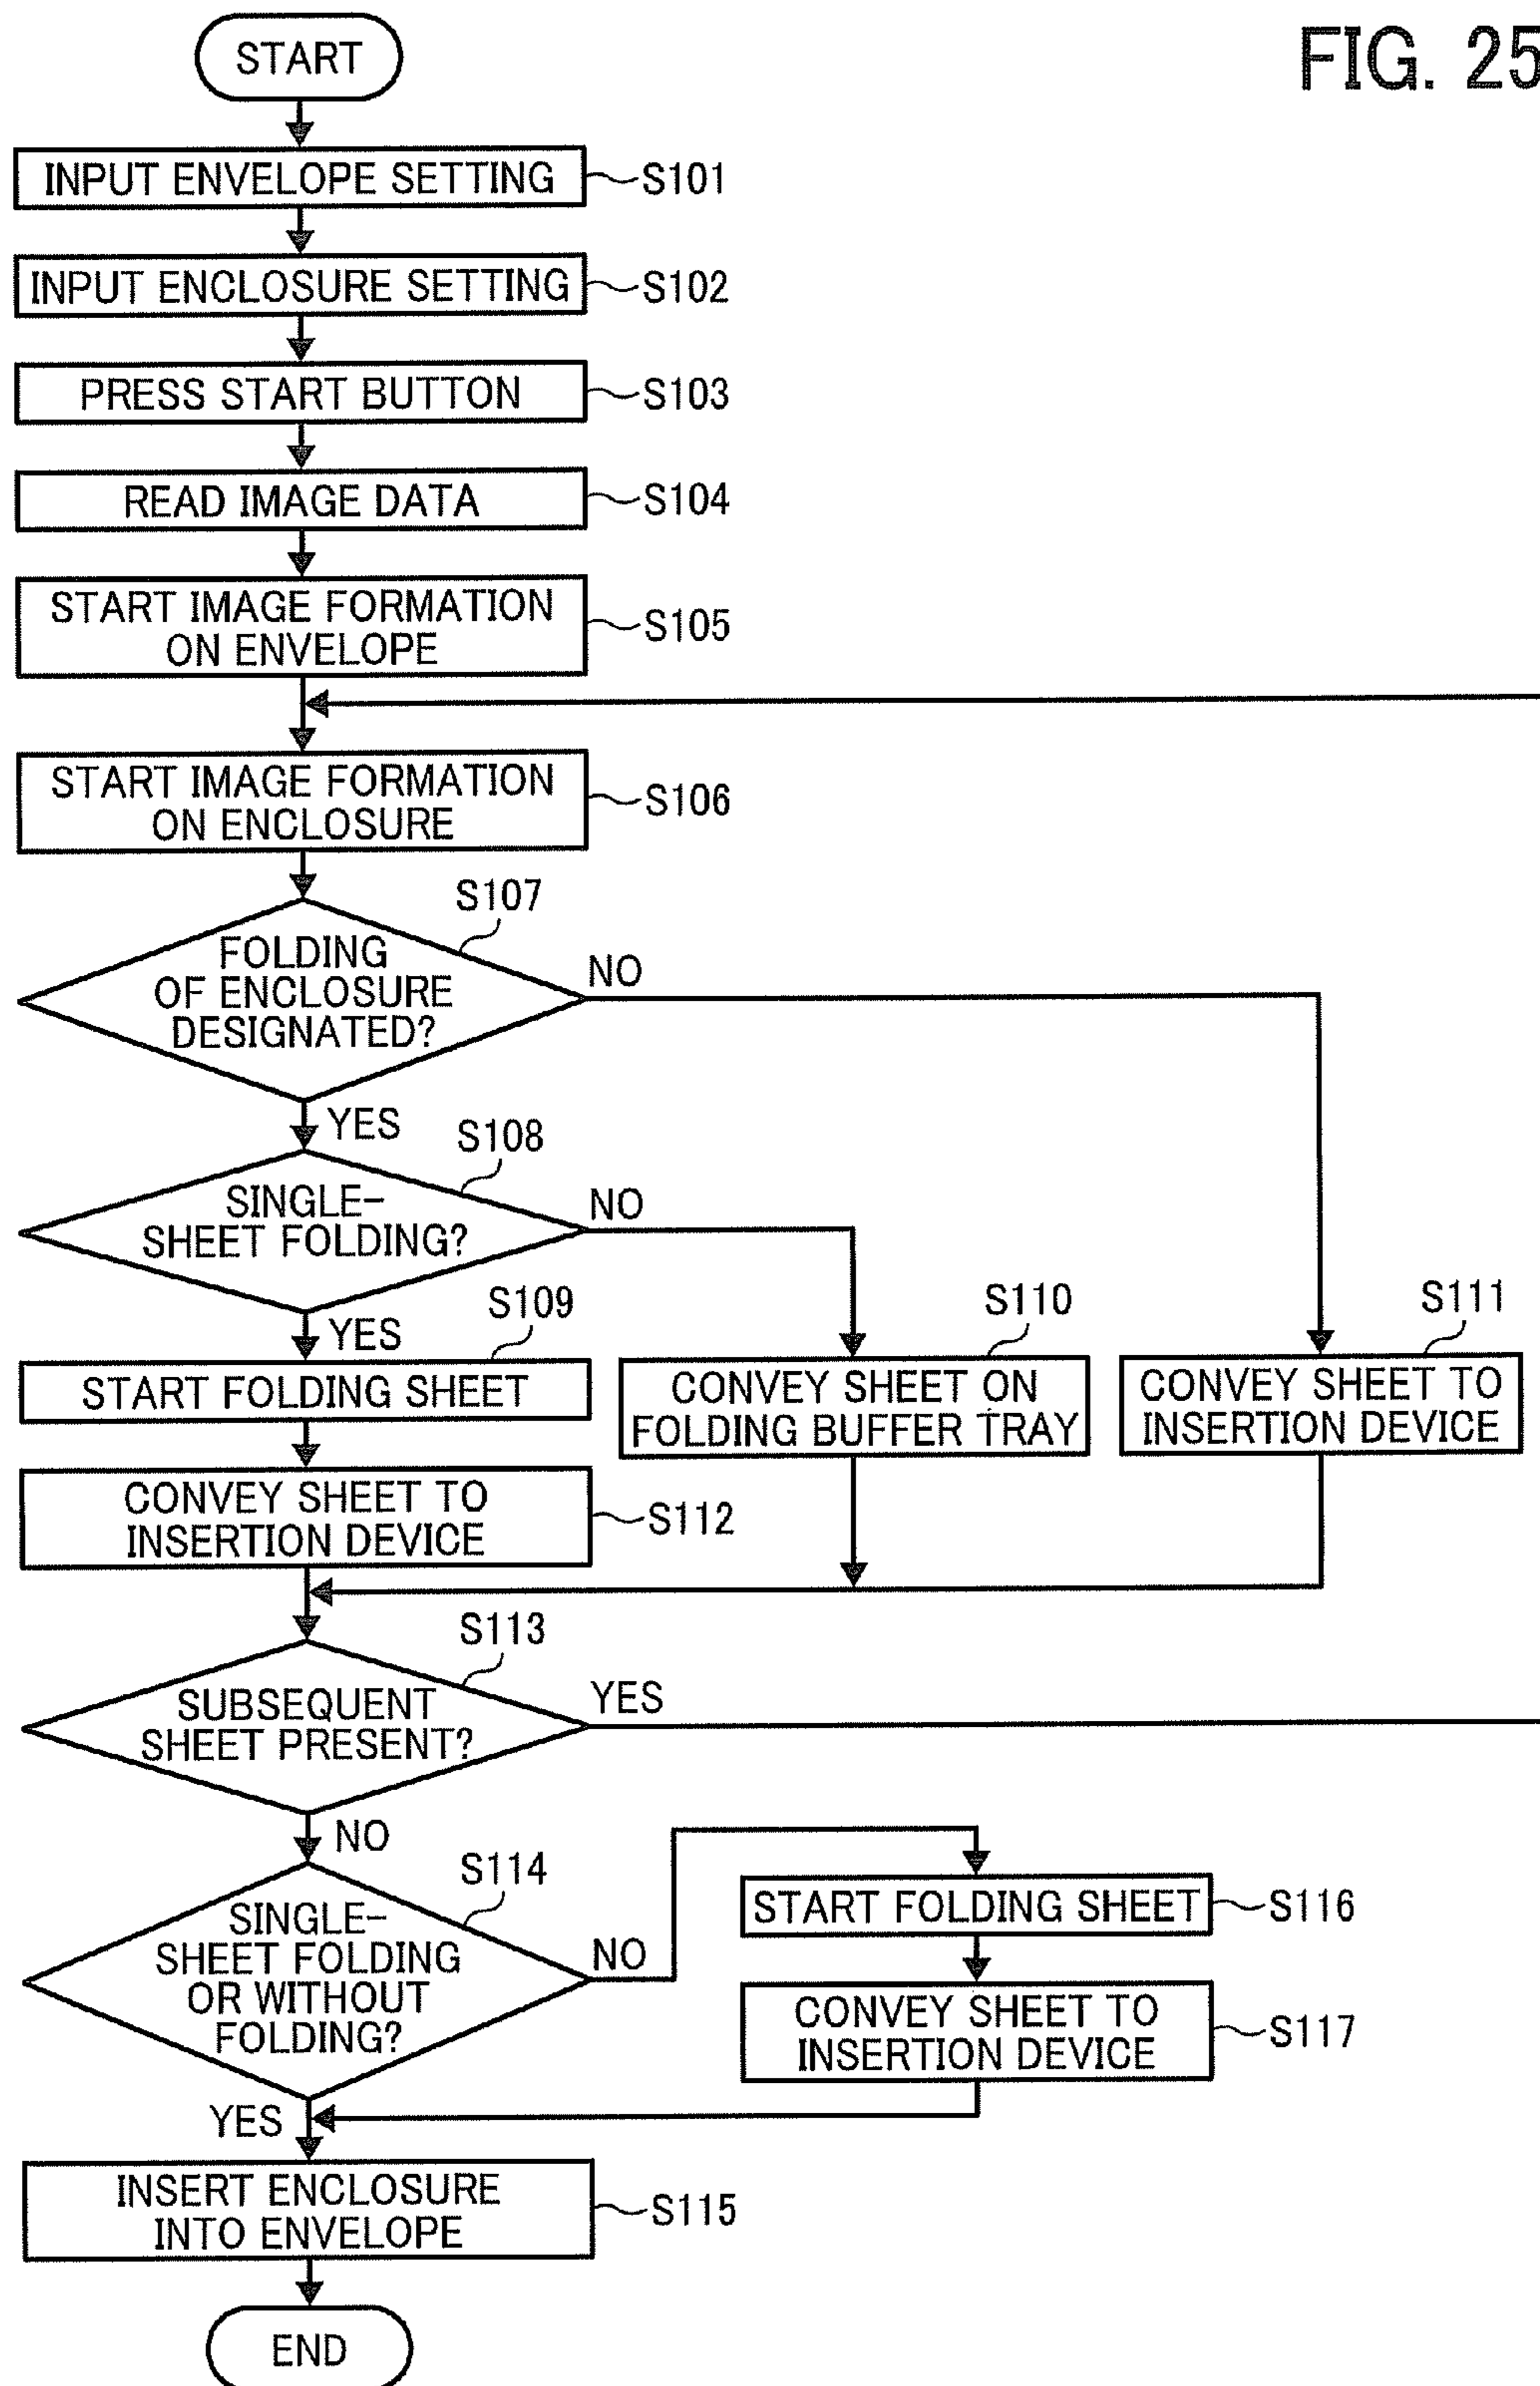 FIG. 25
START
INPUT ENVELOPE SETTING
S101
INPUT ENCLOSURE SETTING
S102
PRESS START BUTTON
S103
READ IMAGE DATA
S104
START IMAGE FORMATION
ON ENVELOPE
S105
START IMAGE FORMATION
ON ENCLOSURE
S106
S107
FOLDING
OF ENCLOSURE
DESIGNATED?
NO
YES
S108
SINGLE-
SHEET FOLDING?
NO
YES
S109
START FOLDING SHEET
S110
CONVEY SHEET ON
FOLDING BUFFER TRAY
S111
CONVEY SHEET TO
INSERTION DEVICE
CONVEY SHEET TO
INSERTION DEVICE
S112
S113
SUBSEQUENT
SHEET PRESENT?
YES
NO
S114
SINGLE-
SHEET FOLDING
OR WITHOUT
FOLDING?
NO
START FOLDING SHEET
S116
CONVEY SHEET TO
INSERTION DEVICE
S117
YES
INSERT ENCLOSURE
INTO ENVELOPE
S115
END